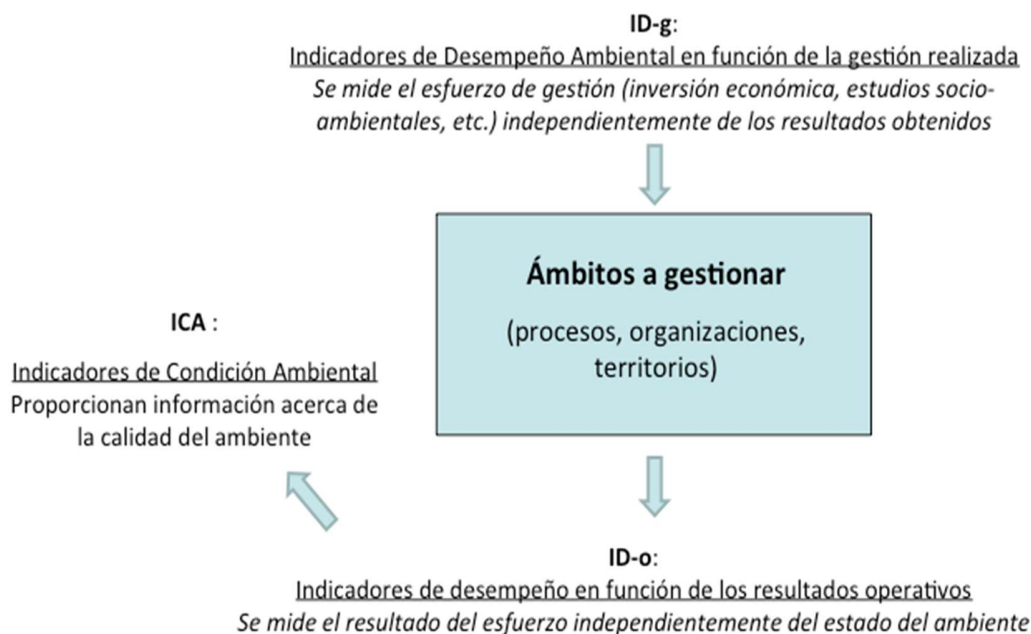 ID-g:
Indicadores de Desempeño Ambiental en función de la gestión realizada
Se mide el esfuerzo de gestión (inversión económica, estudios socio-
ambientales, etc.) independientemente de los resultados obtenidos
Ámbitos a gestionar
(procesos, organizaciones,
territorios)
ICA :
Indicadores de Condición Ambiental
Proporcionan información acerca de
la calidad del ambiente
ID-o:
Indicadores de desempeño en función de los resultados operativos
Se mide el resultado del esfuerzo independientemente del estado del ambiente